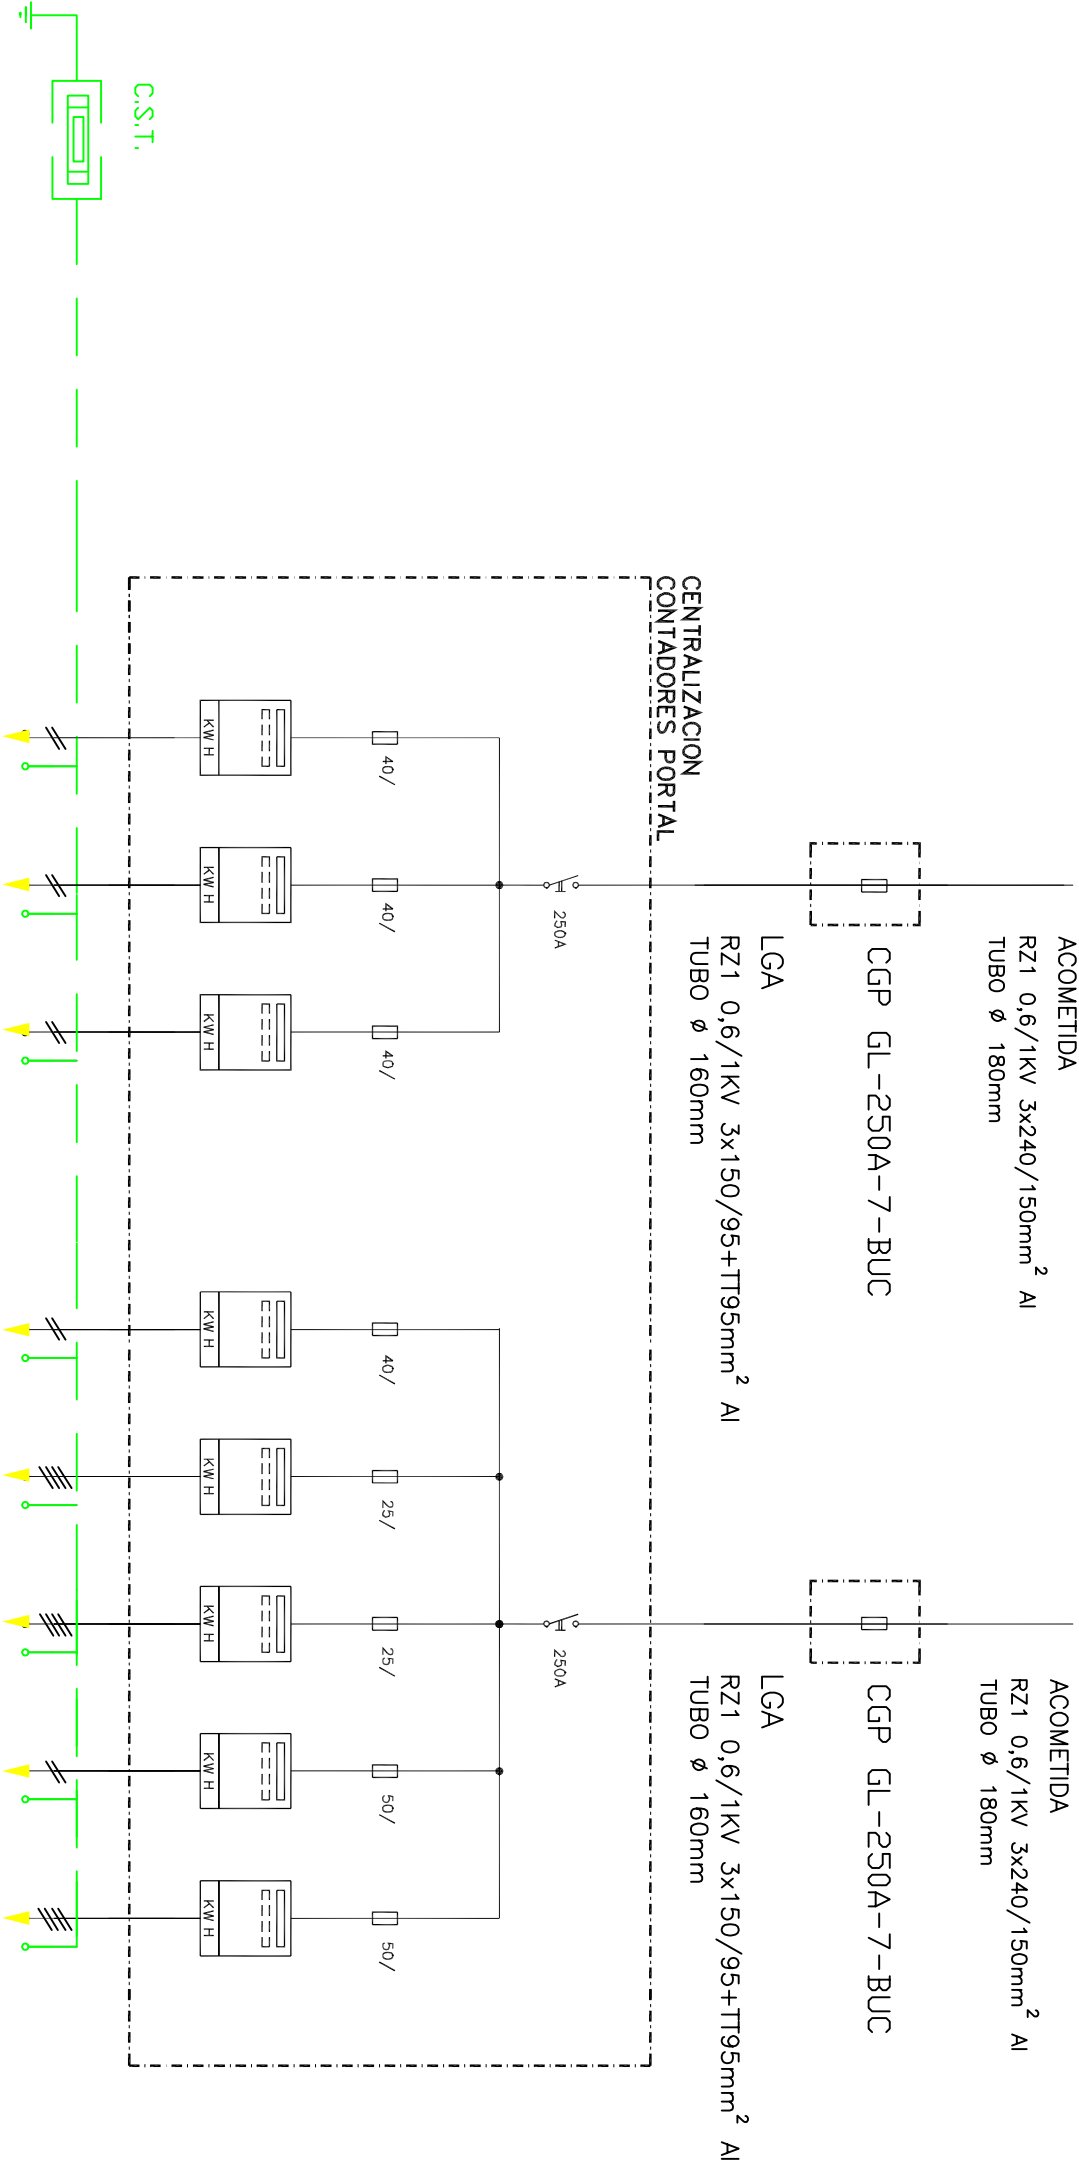 ACOMETIDA
RZ1 0,6/1KV 3x240/150mm² Al
TUBO ø 180mm
CGP GL-250A-7-BUC
LGA
RZ1 0,6/1KV 3x150/95+TT95mm² Al
TUBO ø 160mm
ACOMETIDA
RZ1 0,6/1KV 3x240/150mm² Al
TUBO ø 180mm
CGP GL-250A-7-BUC
LGA
RZ1 0,6/1KV 3x150/95+TT95mm² Al
TUBO ø 160mm
CENTRALIZACION
CONTADORES PORTAL
250A
250A
40/
40/
40/
40/
25/
25/
50/
50/
KW H
KW H
KW H
KW H
KW H
KW H
KW H
KW H
C.S.T.